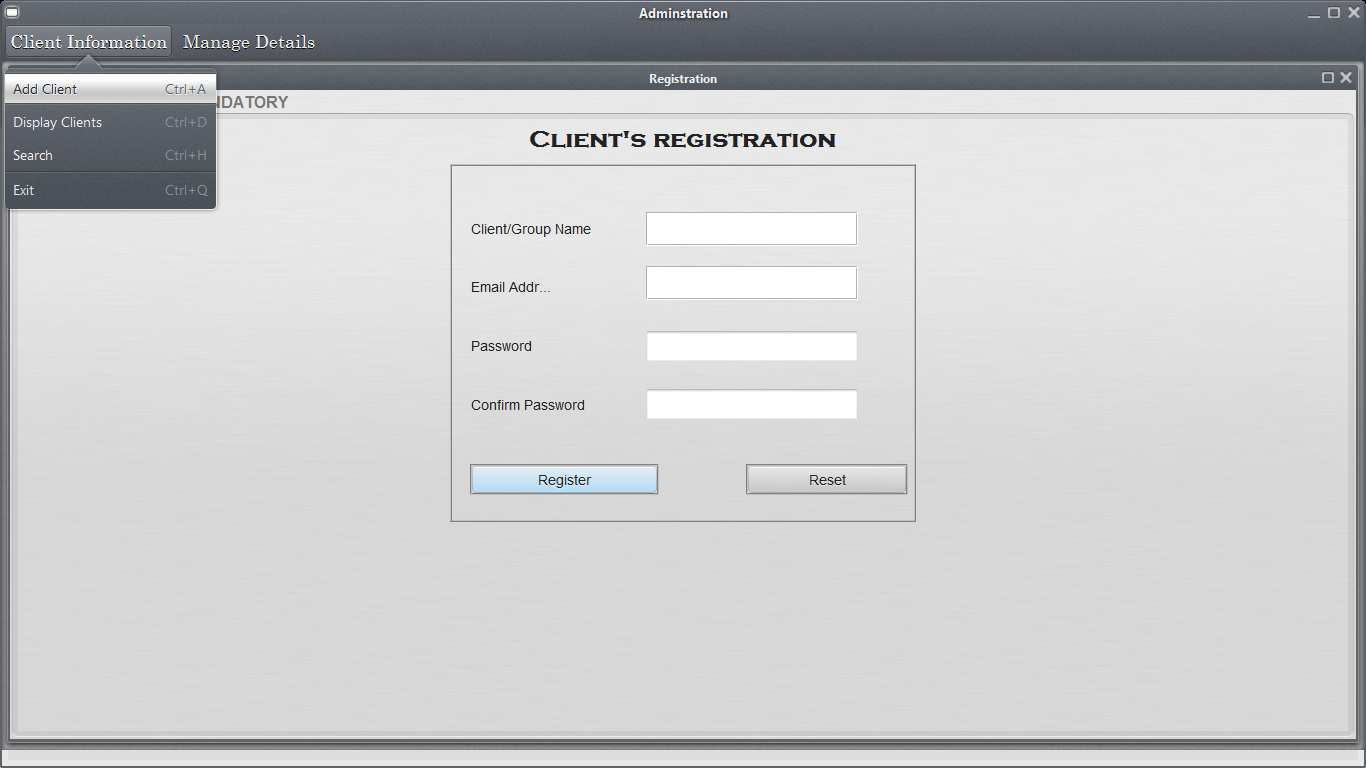 Adminstration
Client Information Manage Details
Registration
Add Client Ctrl+A
NDATORY
Display Clients Ctrl+D
Search Ctrl+H
Exit Ctrl+Q
Client's registration
Client/Group Name
Email Addr...
Password
Confirm Password
Register Reset